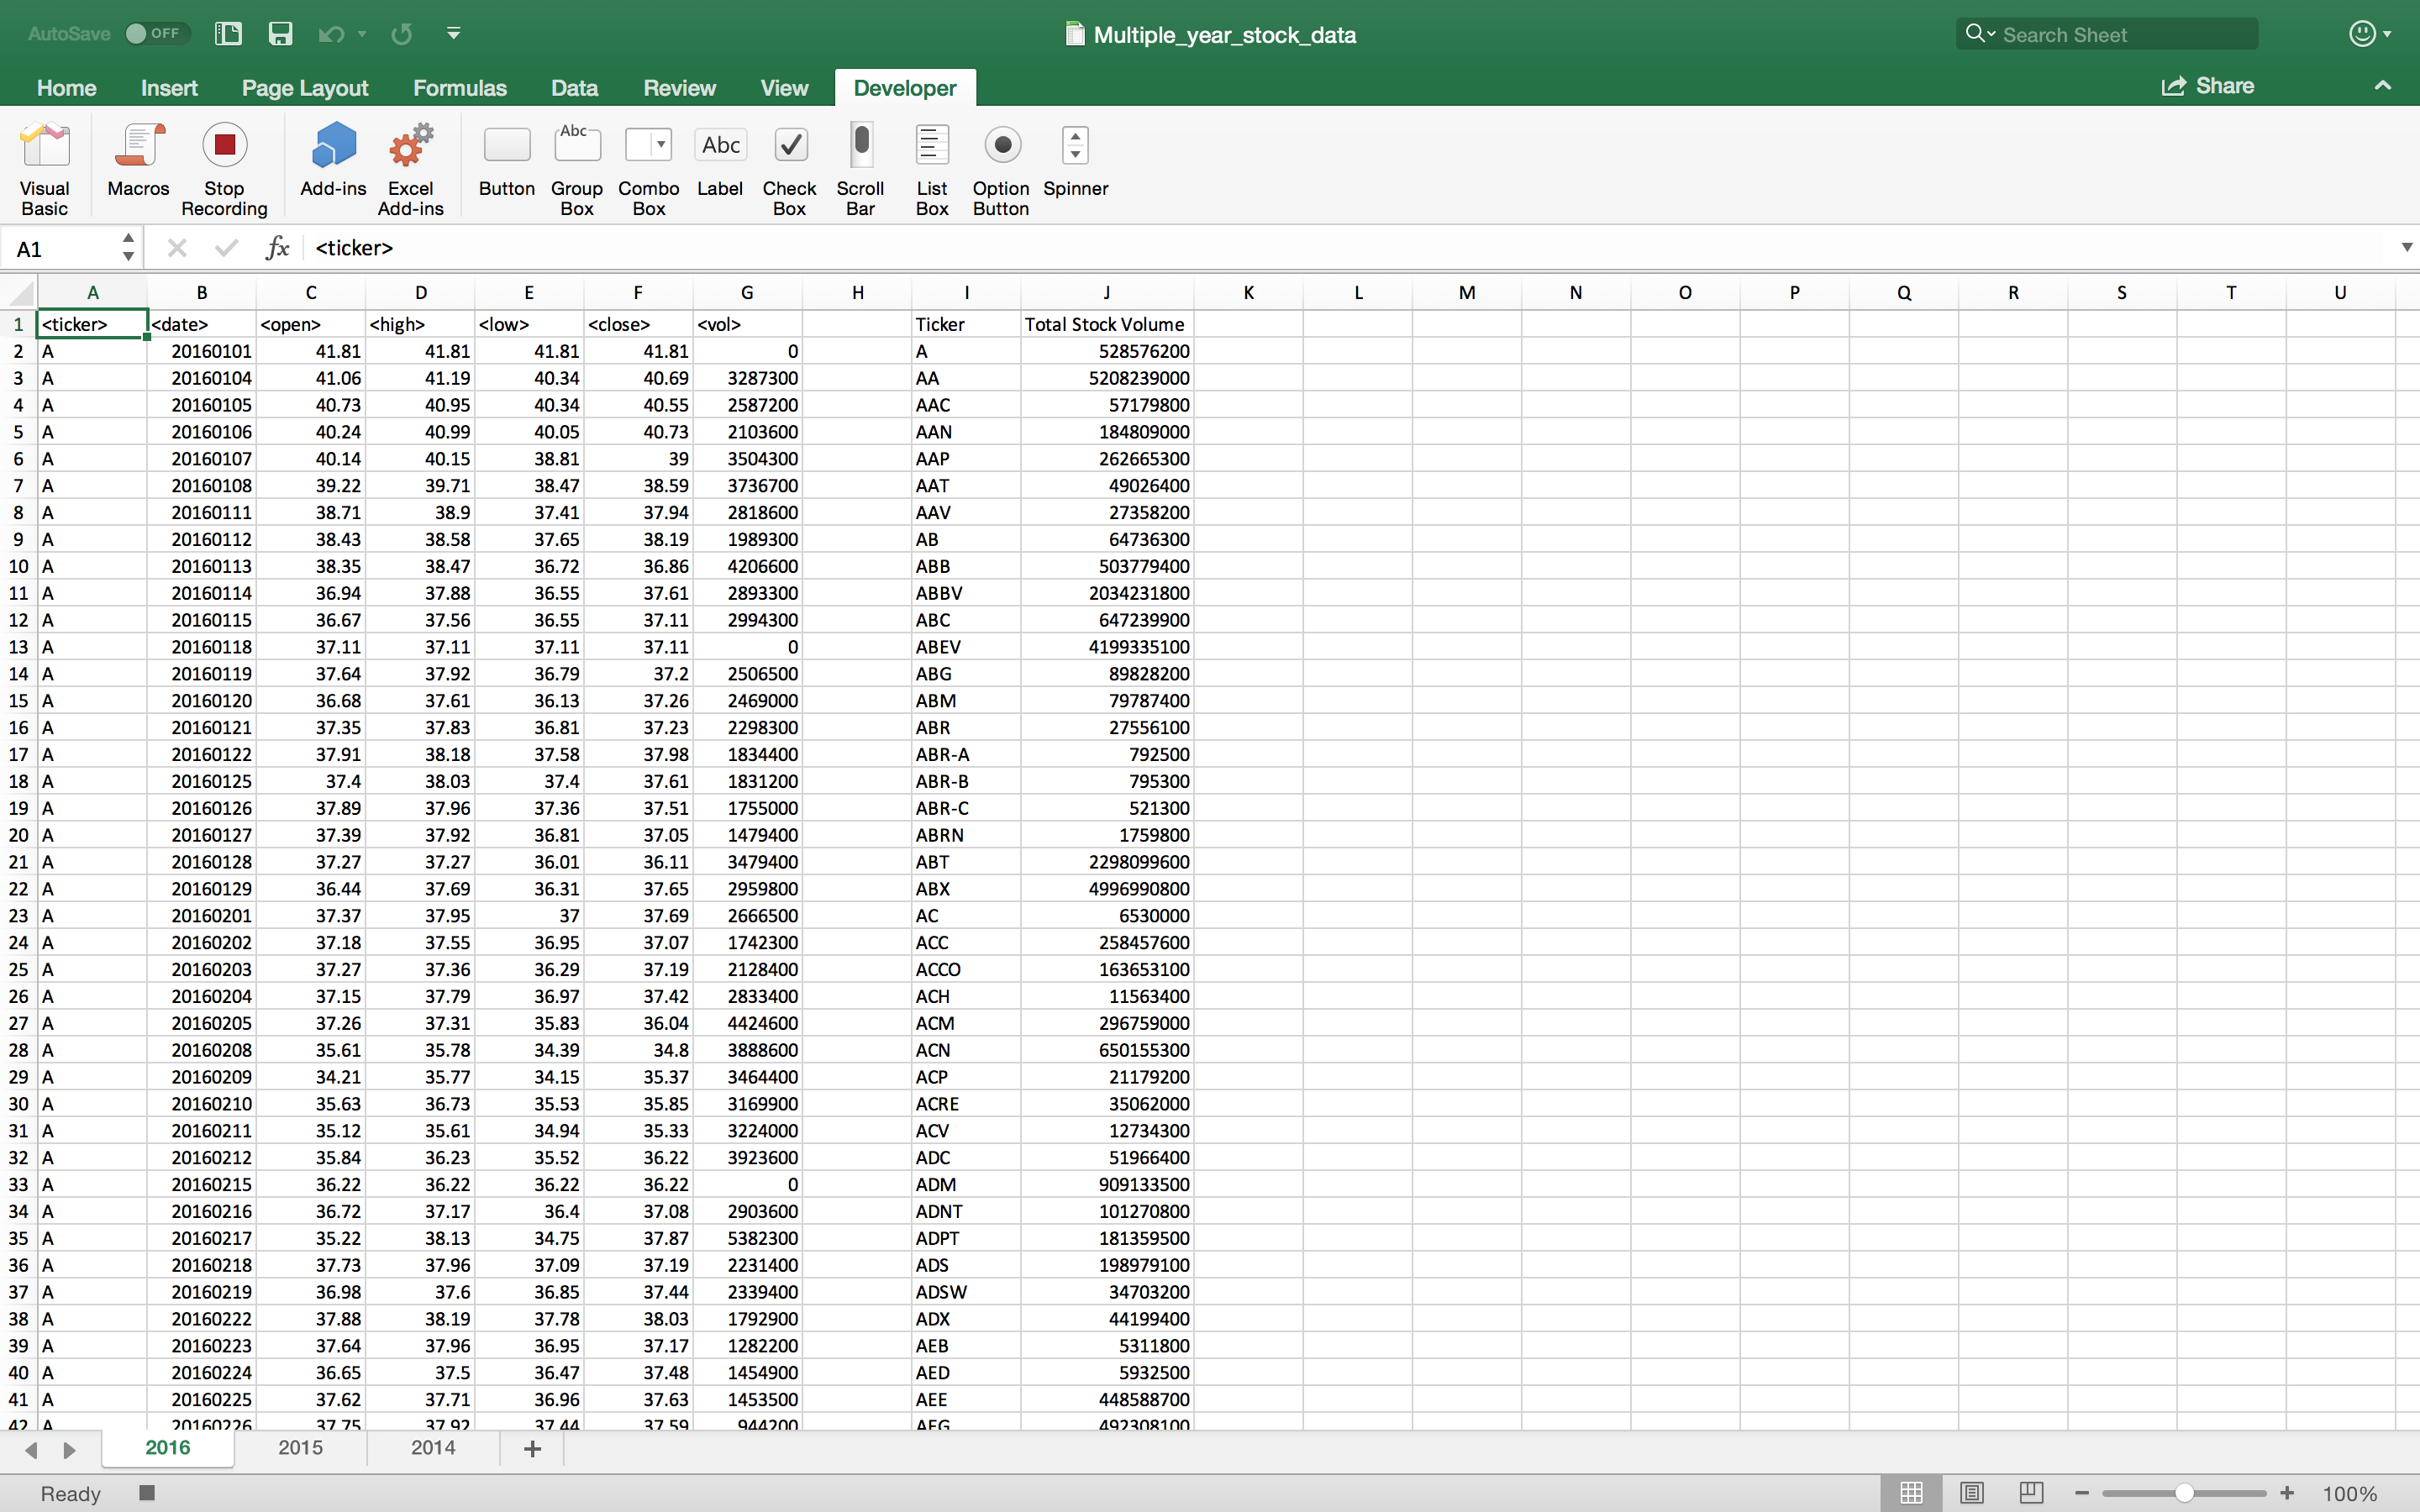 AutoSave OFF Multiple_year_stock_data Search Sheet
Home Insert Page Layout Formulas Data Review View Developer Share
Visual Basic Macros Stop Recording Add-ins Excel Add-ins Button Group Box Combo Box Label Check Box Scroll Bar List Box Option Button Spinner
Abc Abc
A1 fx <ticker>
A B C D E F G H I J K L M N O P Q R S T U
1 <ticker> <date> <open> <high> <low> <close> <vol> Ticker Total Stock Volume
2 A 20160101 41.81 41.81 41.81 41.81 0 A 528576200
3 A 20160104 41.06 41.19 40.34 40.69 3287300 AA 5208239000
4 A 20160105 40.73 40.95 40.34 40.55 2587200 AAC 57179800
5 A 20160106 40.24 40.99 40.05 40.73 2103600 AAN 184809000
6 A 20160107 40.14 40.15 38.81 39 3504300 AAP 262665300
7 A 20160108 39.22 39.71 38.47 38.59 3736700 AAT 49026400
8 A 20160111 38.71 38.9 37.41 37.94 2818600 AAV 27358200
9 A 20160112 38.43 38.58 37.65 38.19 1989300 AB 64736300
10 A 20160113 38.35 38.47 36.72 36.86 4206600 ABB 503779400
11 A 20160114 36.94 37.88 36.55 37.61 2893300 ABBV 2034231800
12 A 20160115 36.67 37.56 36.55 37.11 2994300 ABC 647239900
13 A 20160118 37.11 37.11 37.11 37.11 0 ABEV 4199335100
14 A 20160119 37.64 37.92 36.79 37.2 2506500 ABG 89828200
15 A 20160120 36.68 37.61 36.13 37.26 2469000 ABM 79787400
16 A 20160121 37.35 37.83 36.81 37.23 2298300 ABR 27556100
17 A 20160122 37.91 38.18 37.58 37.98 1834400 ABR-A 792500
18 A 20160125 37.4 38.03 37.4 37.61 1831200 ABR-B 795300
19 A 20160126 37.89 37.96 37.36 37.51 1755000 ABR-C 521300
20 A 20160127 37.39 37.92 36.81 37.05 1479400 ABRN 1759800
21 A 20160128 37.27 37.27 36.01 36.11 3479400 ABT 2298099600
22 A 20160129 36.44 37.69 36.31 37.65 2959800 ABX 4996990800
23 A 20160201 37.37 37.95 37 37.69 2666500 AC 6530000
24 A 20160202 37.18 37.55 36.95 37.07 1742300 ACC 258457600
25 A 20160203 37.27 37.36 36.29 37.19 2128400 ACCO 163653100
26 A 20160204 37.15 37.79 36.97 37.42 2833400 ACH 11563400
27 A 20160205 37.26 37.31 35.83 36.04 4424600 ACM 296759000
28 A 20160208 35.61 35.78 34.39 34.8 3888600 ACN 650155300
29 A 20160209 34.21 35.77 34.15 35.37 3464400 ACP 21179200
30 A 20160210 35.63 36.73 35.53 35.85 3169900 ACRE 35062000
31 A 20160211 35.12 35.61 34.94 35.33 3224000 ACV 12734300
32 A 20160212 35.84 36.23 35.52 36.22 3923600 ADC 51966400
33 A 20160215 36.22 36.22 36.22 36.22 0 ADM 909133500
34 A 20160216 36.72 37.17 36.4 37.08 2903600 ADNT 101270800
35 A 20160217 35.22 38.13 34.75 37.87 5382300 ADPT 181359500
36 A 20160218 37.73 37.96 37.09 37.19 2231400 ADS 198979100
37 A 20160219 36.98 37.6 36.85 37.44 2339400 ADSW 34703200
38 A 20160222 37.88 38.19 37.78 38.03 1792900 ADX 44199400
39 A 20160223 37.64 37.96 36.95 37.17 1282200 AEB 5311800
40 A 20160224 36.65 37.5 36.47 37.48 1454900 AED 5932500
41 A 20160225 37.62 37.71 36.96 37.63 1453500 AEE 448588700
42 A 20160226 37.75 37.92 37.44 37.59 944200 AEG 492308100
2016 2015 2014 +
Ready 100%